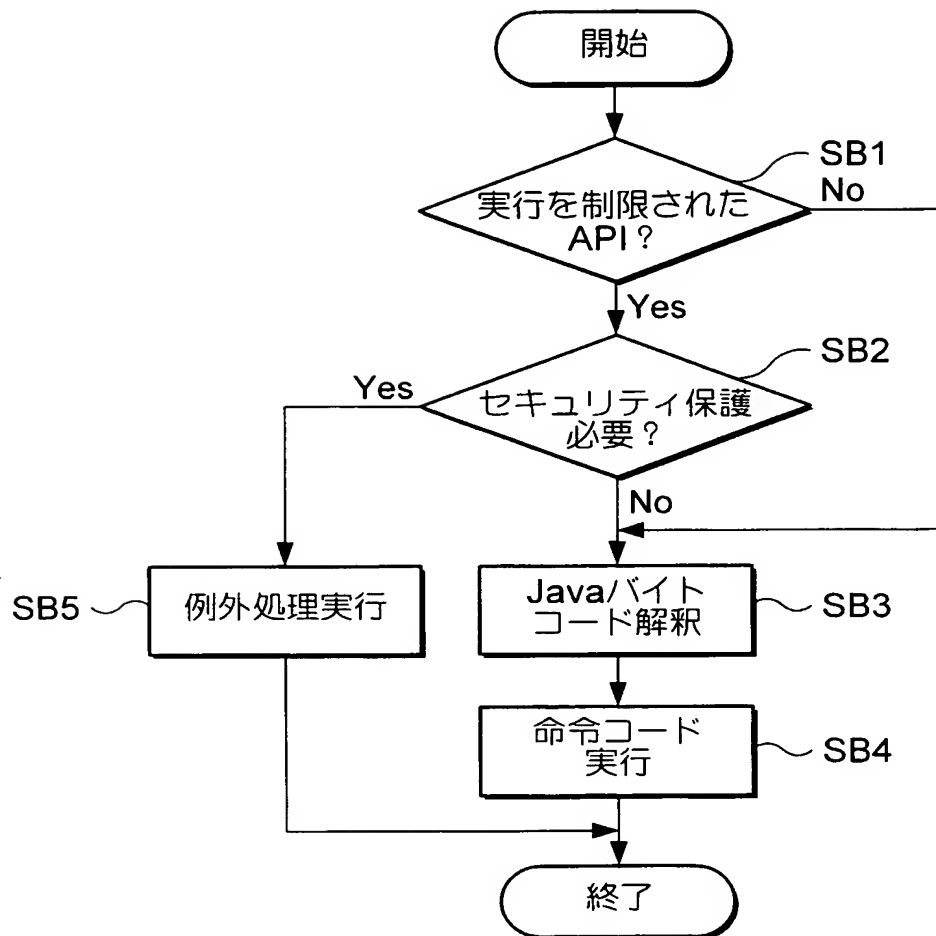 開始
SB1
No
実行を制限された
API?
Yes
SB2
Yes
セキュリティ保護
必要?
No
SB5
例外処理実行
Javaバイト
コード解釈
SB3
命令コード
実行
SB4
終了